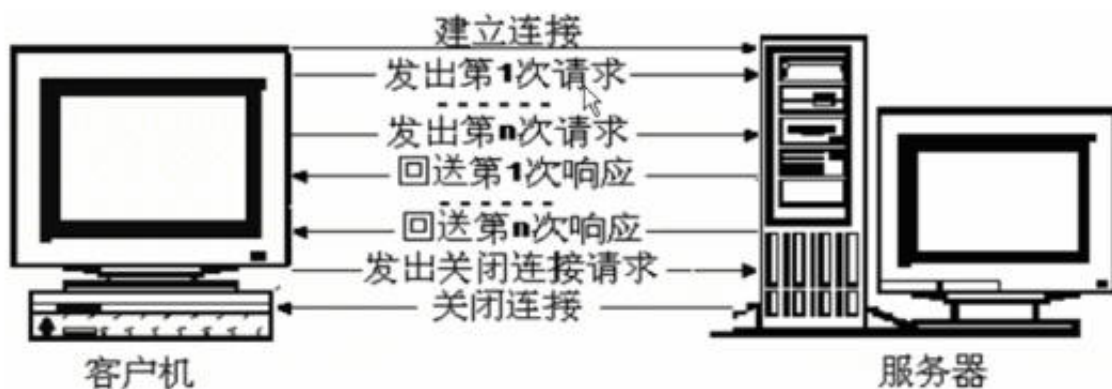 建立连接
发出第1次请求
发出第n次请求
回送第1次响应
回送第n次响应
发出关闭连接请求
关闭连接
客户机
服务器